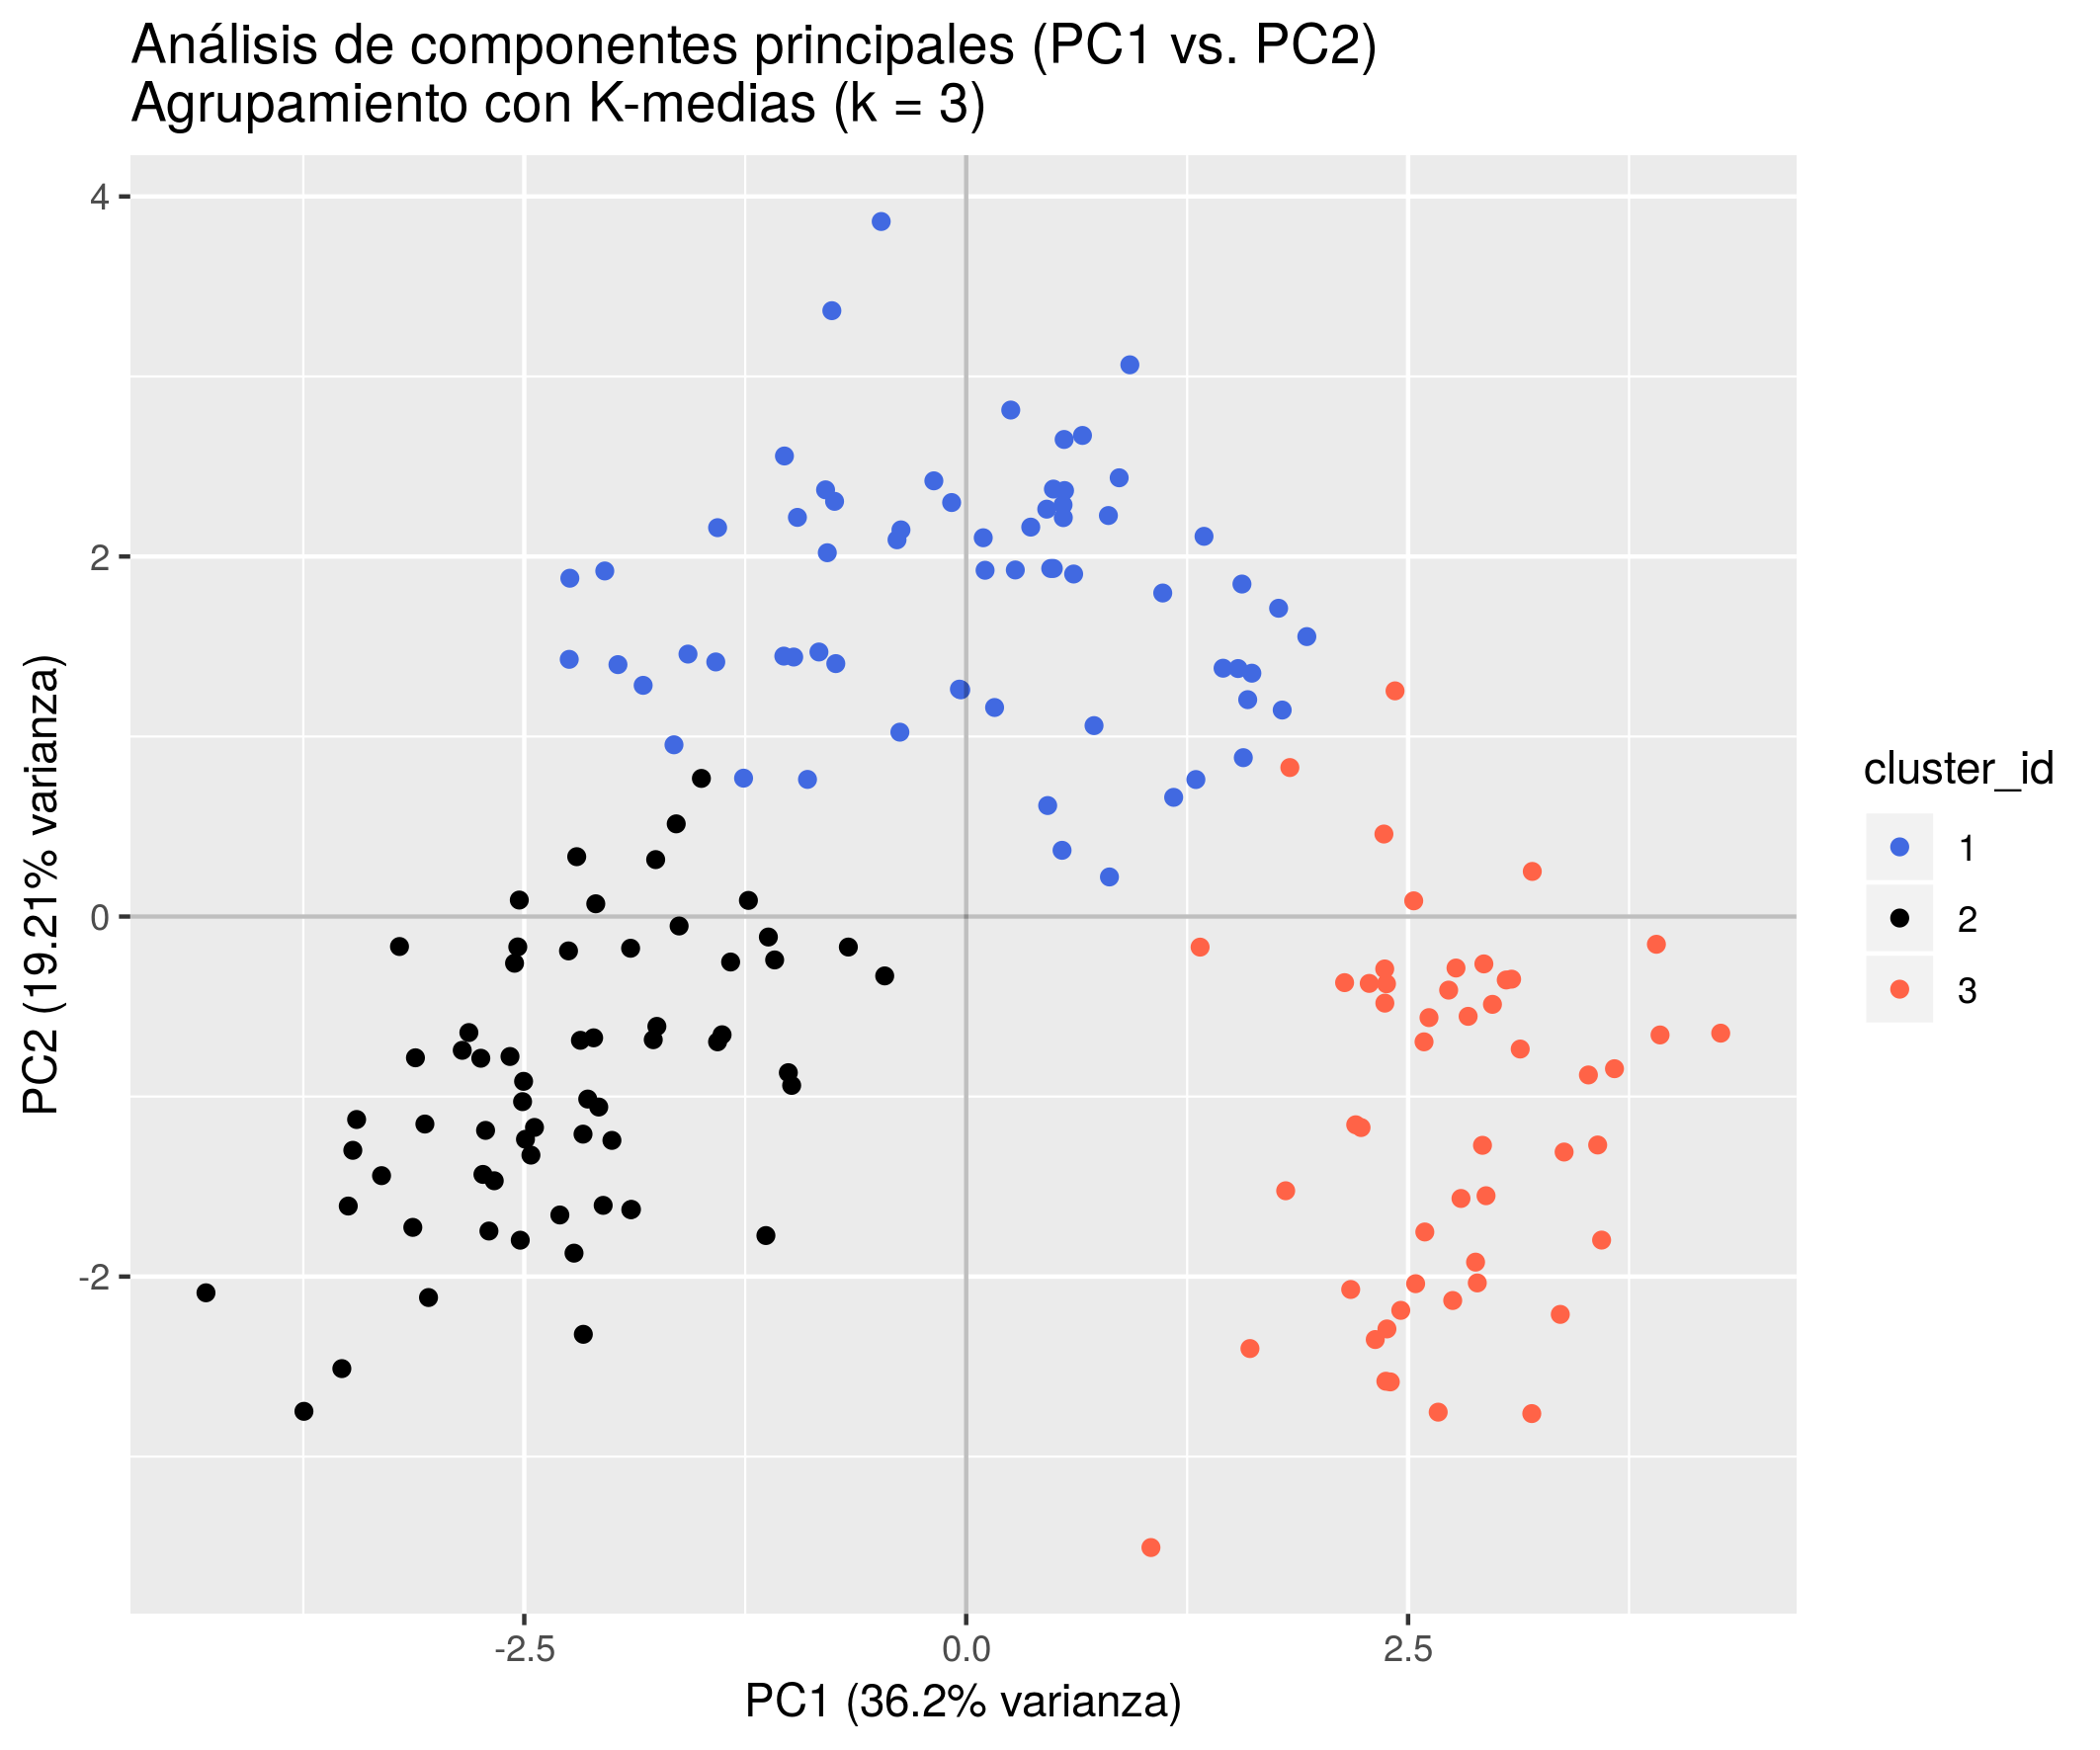 Análisis de componentes principales (PC1 vs. PC2)
Agrupamiento con K-medias (k = 3)
4
2
0
-2
PC2 (19.21% varianza)
-2.5
0.0
2.5
PC1 (36.2% varianza)
cluster_id
1
2
3